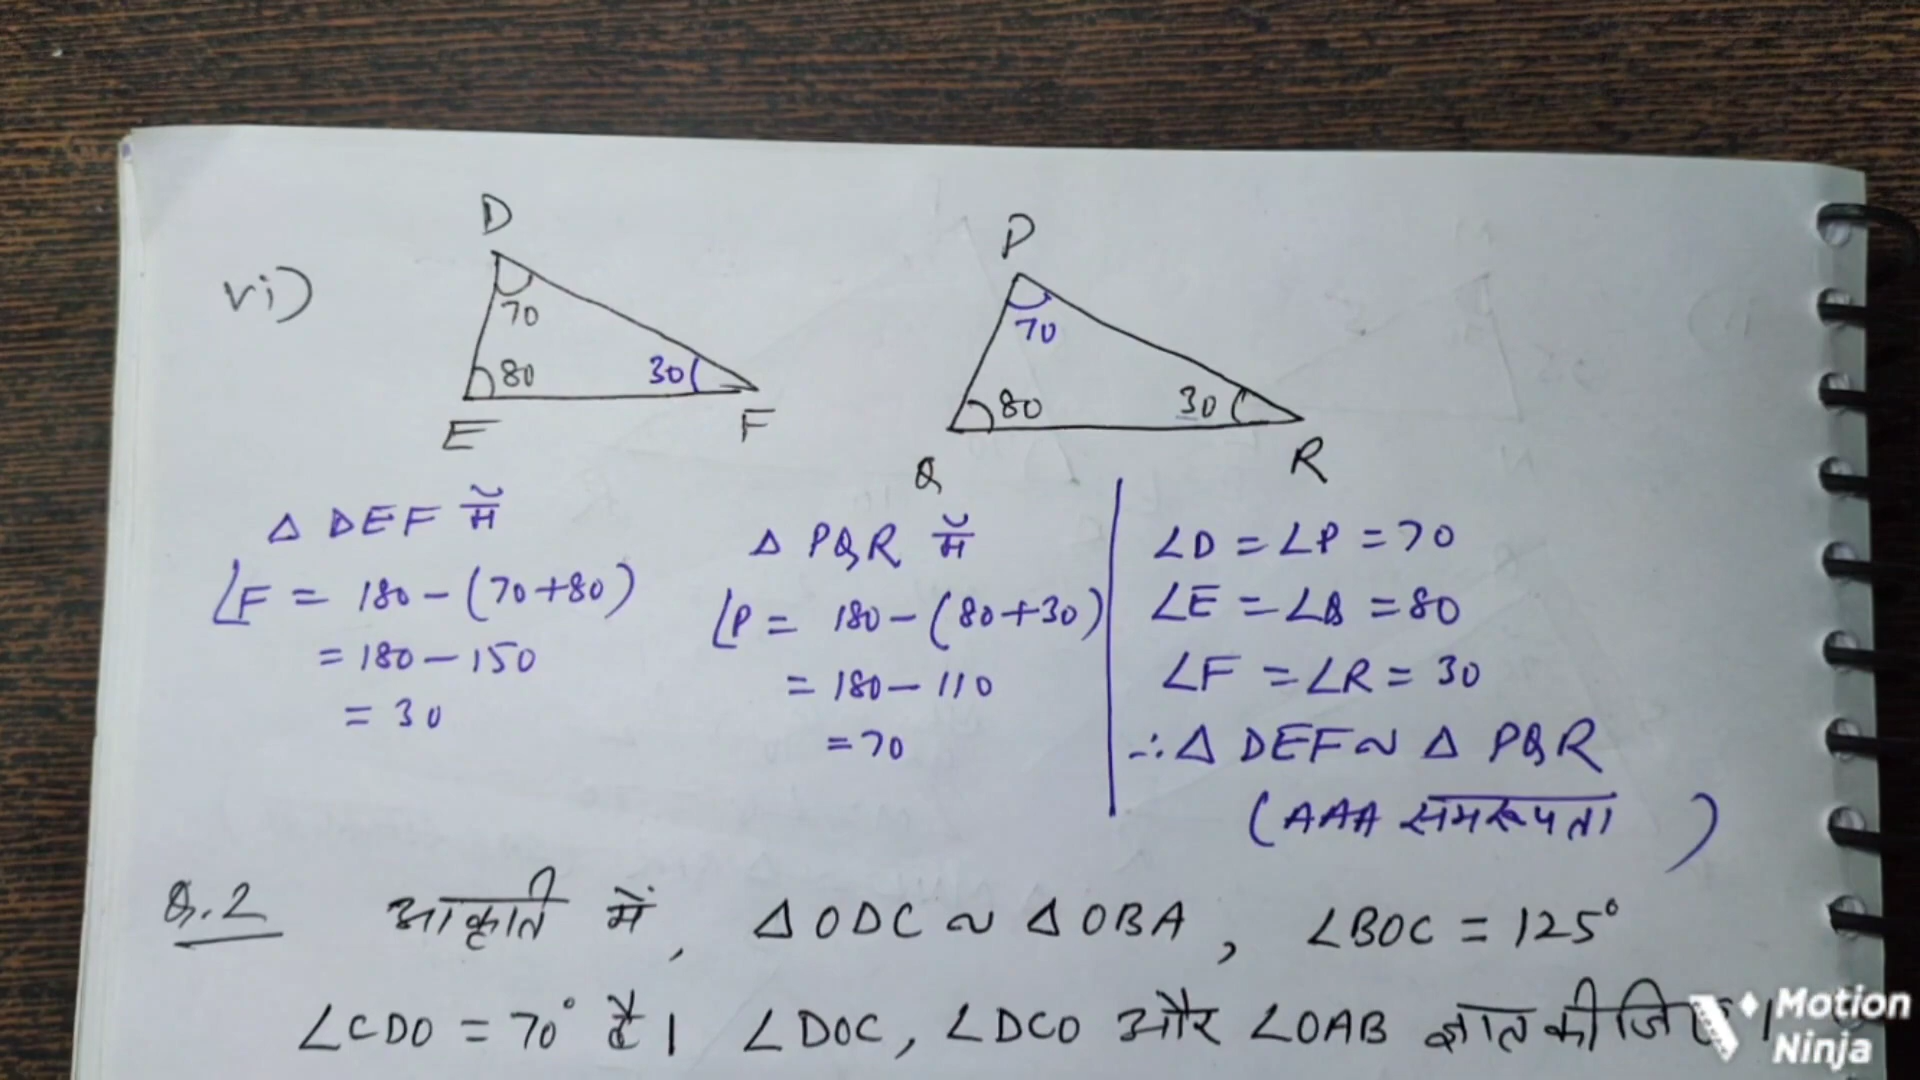 vi)
D
70
80
30
E
F
P
70
80
30
Q
R
Δ DEF में
∠F = 180-(70+80)
= 180-150
= 30
Δ PQR में
∠P = 180-(80+30)
= 180-110
= 70
∠D = ∠P = 70
∠E = ∠Q = 80
∠F = ∠R = 30
∴ Δ DEF ~ Δ PQR
(AAA समरूपता)
Q.2 आकृति में, ΔODC ~ ΔOBA, ∠BOC = 125°
∠CDO = 70° है। ∠DOC, ∠DCO और ∠OAB ज्ञात कीजिए।
Motion
Ninja